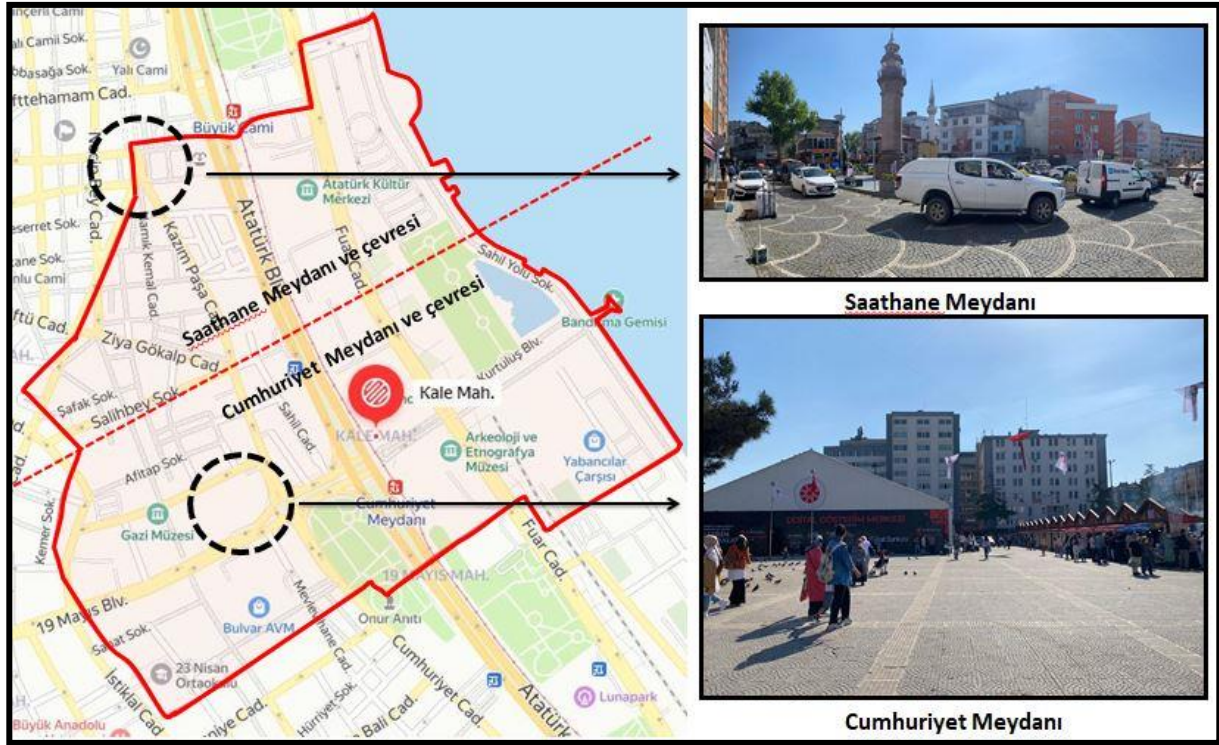 Yalı Cami
Büyük Cami
Atatürk Kültür
Merkezi
Atatürk Bl
Fuar Cad.
Kazım Paşa Cad.
Saathane Meydanı ve çevresi
Cumhuriyet Meydanı ve çevresi
Sahil Yolu Sok.
Bandırma Gemisi
Ziya Gökalp Cad
Kurtuluş Blv.
Şafak Sok.
Salihbey Sok.
Kale Mah.
Sahil Cad.
KALE MAH.
Arkeoloji ve
Etnografya
Müzesi
Yabancılar
Çarşısı
Afitap Sok.
Cumhuriyet
Meydanı
Gazi Müzesi
Kemer Sok.
Fuar Cad.
19 MAYIS MAH.
19 Mayıs Blv.
Onur Anıtı
Bulvar AVM
Mevlevihane Cad.
Cumhuriyet Cad.
23 Nisan
Ortaokulu
İstiklal Cad.
Hürriyet Sok.
Lunapark
Büyük Anadolu
Bali Cad.
Atatürk
Saathane Meydanı
Cumhuriyet Meydanı